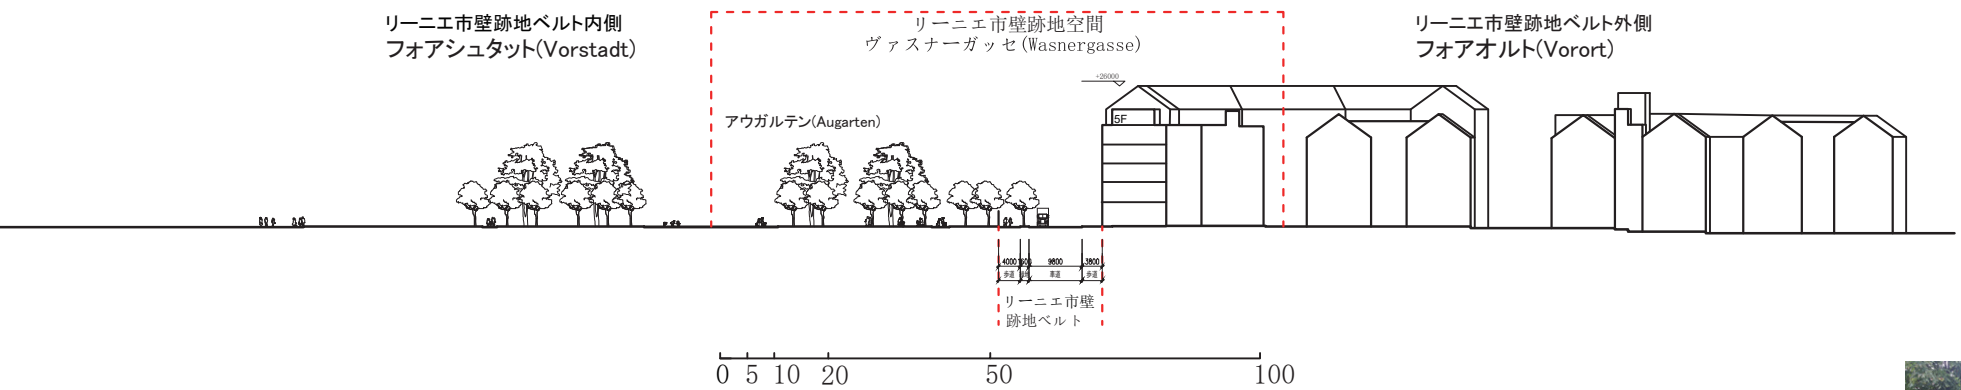 リーニエ市壁跡地ベルト内側
フォアシュタット(Vorstadt)
リーニエ市壁跡地空間
ヴァスナーガッセ(Wasnergasse)
リーニエ市壁跡地ベルト外側
フォアオルト(Vorort)
+26000
アウガルテン(Augarten)
5F
4000 1600 9800 3800
歩道 車道 歩道
リーニエ市壁
跡地ベルト
0 5 10 20 50 100